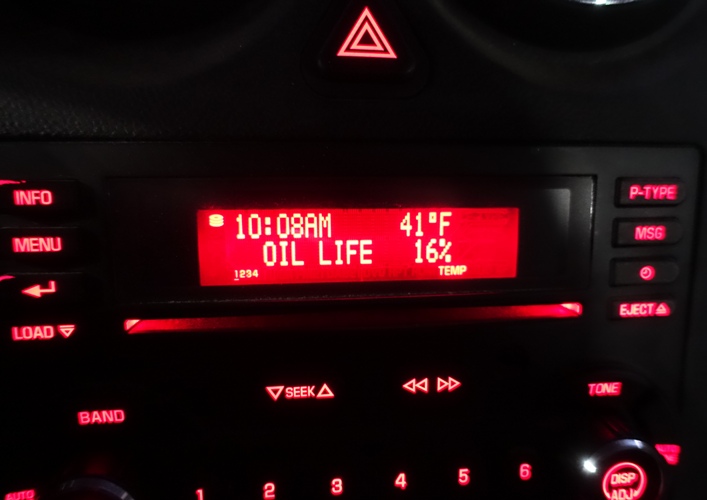 INFO
P-TYPE
10:08AM 41°F
MENU
MSG
OIL LIFE 16%
1234 TEMP
LOAD
EJECT
SEEK
TONE
BAND
AUTO
1 2 3 4 5 6
DISP
ADJ